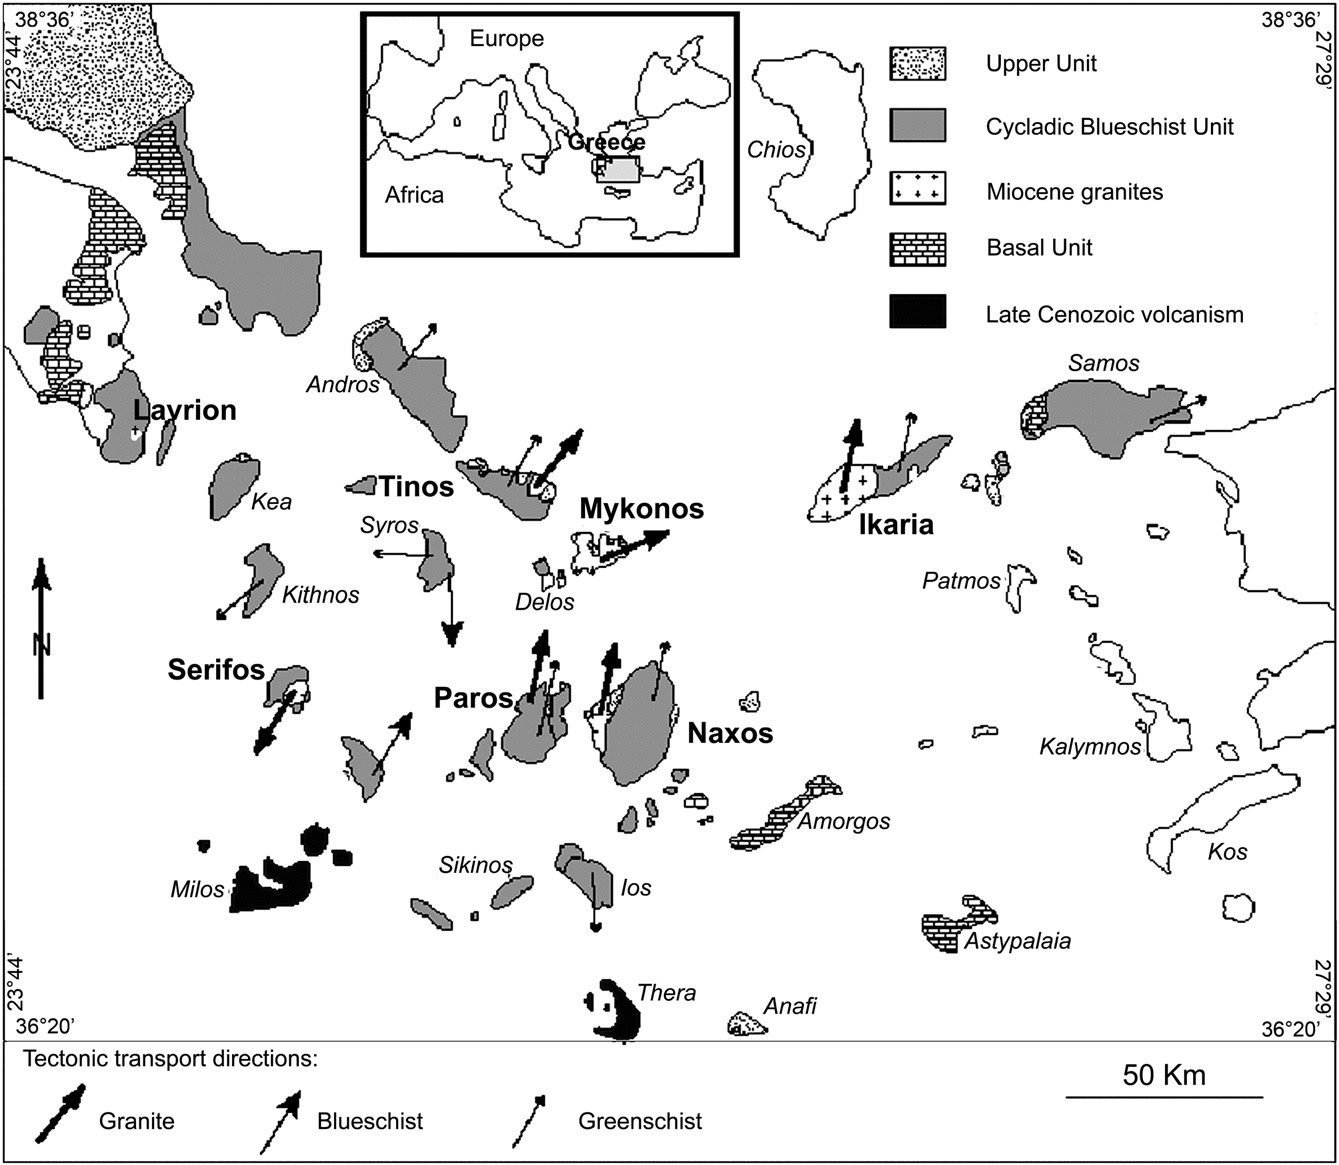 38°36’
23°44’
Europe
Greece
Africa
Chios
38°36’
27°29’
Upper Unit
Cycladic Blueschist Unit
Miocene granites
Basal Unit
Late Cenozoic volcanism
Samos
Andros
Lavrion
Kea
Tinos
Mykonos
Ikaria
Syros
Kithnos
Delos
Patmos
N
Serifos
Paros
Naxos
Kalymnos
Amorgos
Kos
Milos
Sikinos
Ios
Astypalaia
Thera
Anafi
23°44’
36°20’
27°29’
36°20’
Tectonic transport directions:
Granite
Blueschist
Greenschist
50 Km